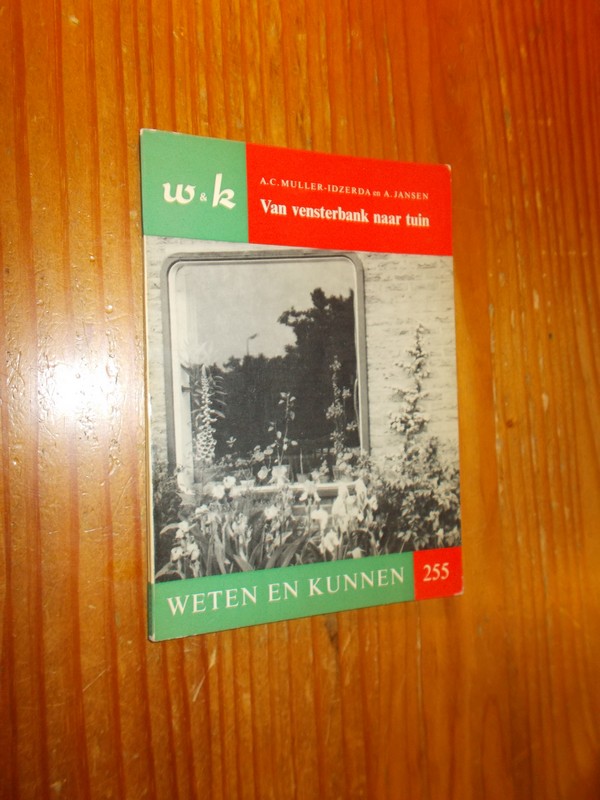 w & k
A.C. MULLER-IDZERDA en A. JANSEN
Van vensterbank naar tuin
WETEN EN KUNNEN
255